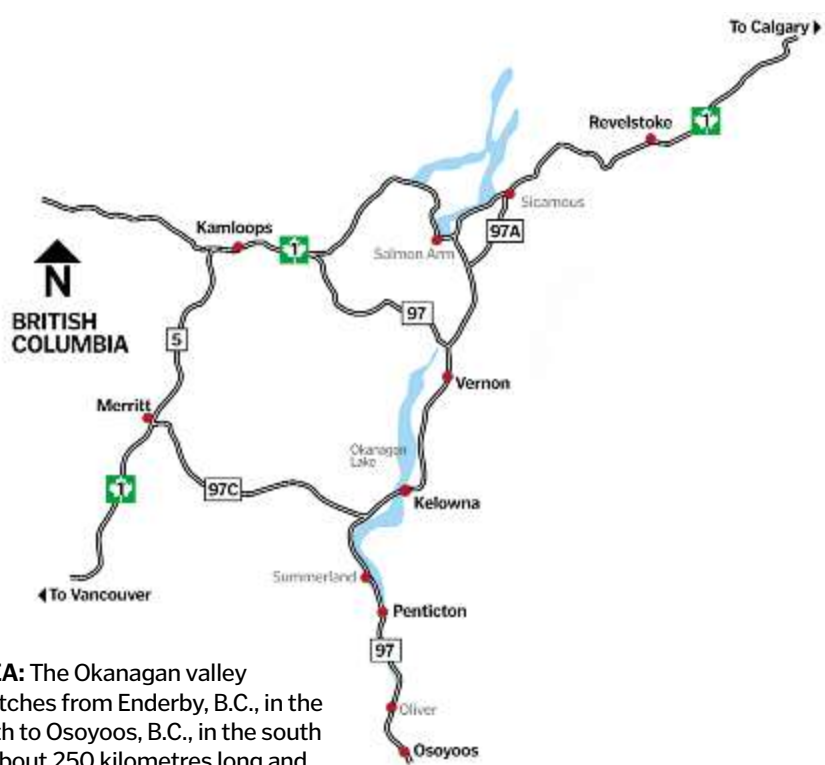 To Calgary
Revelstoke
1
Sicamous
Kamloops
1
Salmon Arm
97A
N
BRITISH
COLUMBIA
5
97
Vernon
Merritt
Okanagan
Lake
1
97C
Kelowna
Summerland
To Vancouver
Penticton
97
EA: The Okanagan valley
tches from Enderby, B.C., in the
th to Osoyoos, B.C., in the south
bout 250 kilometres long and
Oliver
Osoyoos